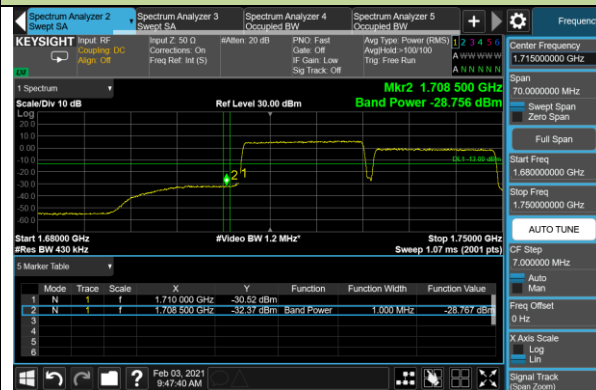 Spectrum Analyzer 2
Swept SA
Spectrum Analyzer 3
Swept SA
Spectrum Analyzer 4
Occupied BW
Spectrum Analyzer 5
Occupied BW
Frequency
KEYSIGHT
Input: RF
Coupling: DC
Align: Off
Input Z: 50 Ω
Corrections: On
Freq Ref: Int (S)
#Atten: 20 dB
PNO: Fast
Gate: Off
IF Gain: Low
Sig Track: Off
Avg Type: Power (RMS)
Avg|Hold:>100/100
Trig: Free Run
1 2 3 4 5 6
A W W W W W
A N N N N N
LXI
1 Spectrum
Scale/Div 10 dB
Ref Level 30.00 dBm
Mkr2 1.708 500 GHz
Band Power -28.756 dBm
Log
20.0
10.0
0.00
-10.0
-20.0
-30.0
-40.0
-50.0
-60.0
DL1 -13.00 dBm
2
1
Start 1.68000 GHz
#Res BW 430 kHz
#Video BW 1.2 MHz*
Stop 1.75000 GHz
Sweep 1.07 ms (2001 pts)
5 Marker Table
Mode Trace Scale X Y Function Function Width Function Value
1 N 1 f 1.710 000 GHz -30.52 dBm
2 N 1 f 1.708 500 GHz -32.37 dBm Band Power 1.000 MHz -28.767 dBm
3
4
5
6
Feb 03, 2021
9:47:40 AM
Center Frequency
1.715000000 GHz
Span
70.0000000 MHz
Swept Span
Zero Span
Full Span
Start Freq
1.680000000 GHz
Stop Freq
1.750000000 GHz
AUTO TUNE
CF Step
7.000000 MHz
Auto
Man
Freq Offset
0 Hz
X Axis Scale
Log
Lin
Signal Track
(Span Zoom)